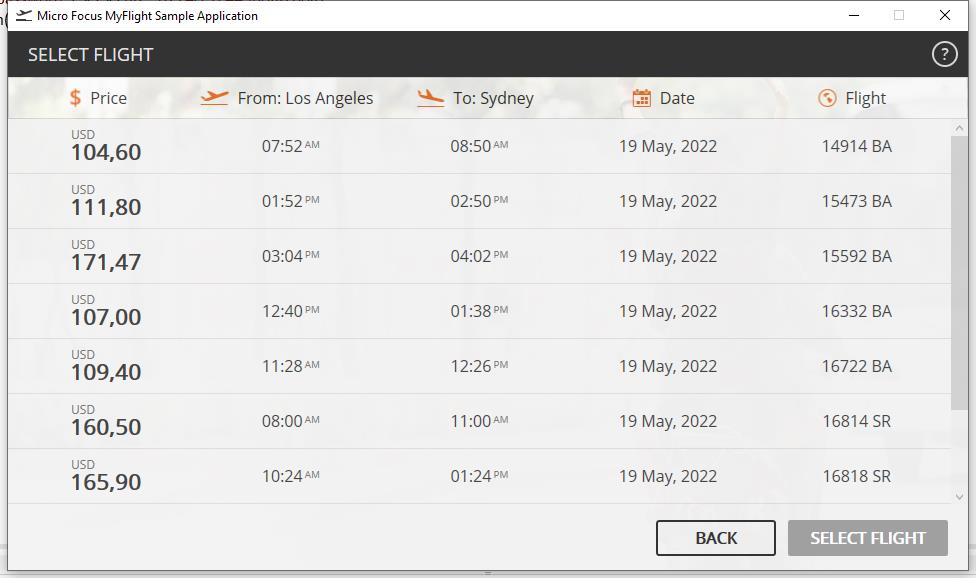 Micro Focus MyFlight Sample Application
SELECT FLIGHT ?
$ Price From: Los Angeles To: Sydney Date Flight
USD
104,60 07:52 AM 08:50 AM 19 May, 2022 14914 BA
USD
111,80 01:52 PM 02:50 PM 19 May, 2022 15473 BA
USD
171,47 03:04 PM 04:02 PM 19 May, 2022 15592 BA
USD
107,00 12:40 PM 01:38 PM 19 May, 2022 16332 BA
USD
109,40 11:28 AM 12:26 PM 19 May, 2022 16722 BA
USD
160,50 08:00 AM 11:00 AM 19 May, 2022 16814 SR
USD
165,90 10:24 AM 01:24 PM 19 May, 2022 16818 SR
BACK SELECT FLIGHT